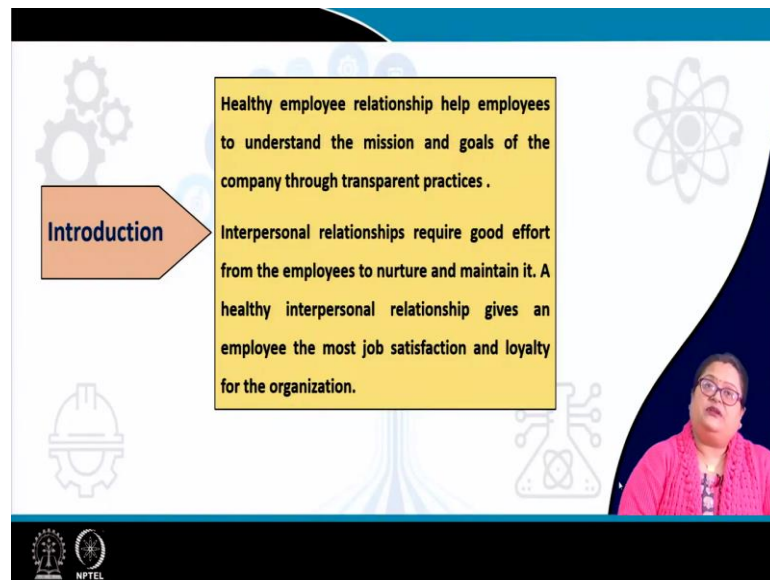 Introduction
Healthy employee relationship help employees
to understand the mission and goals of the
company through transparent practices .
Interpersonal relationships require good effort
from the employees to nurture and maintain it. A
healthy interpersonal relationship gives an
employee the most job satisfaction and loyalty
for the organization.
NPTEL